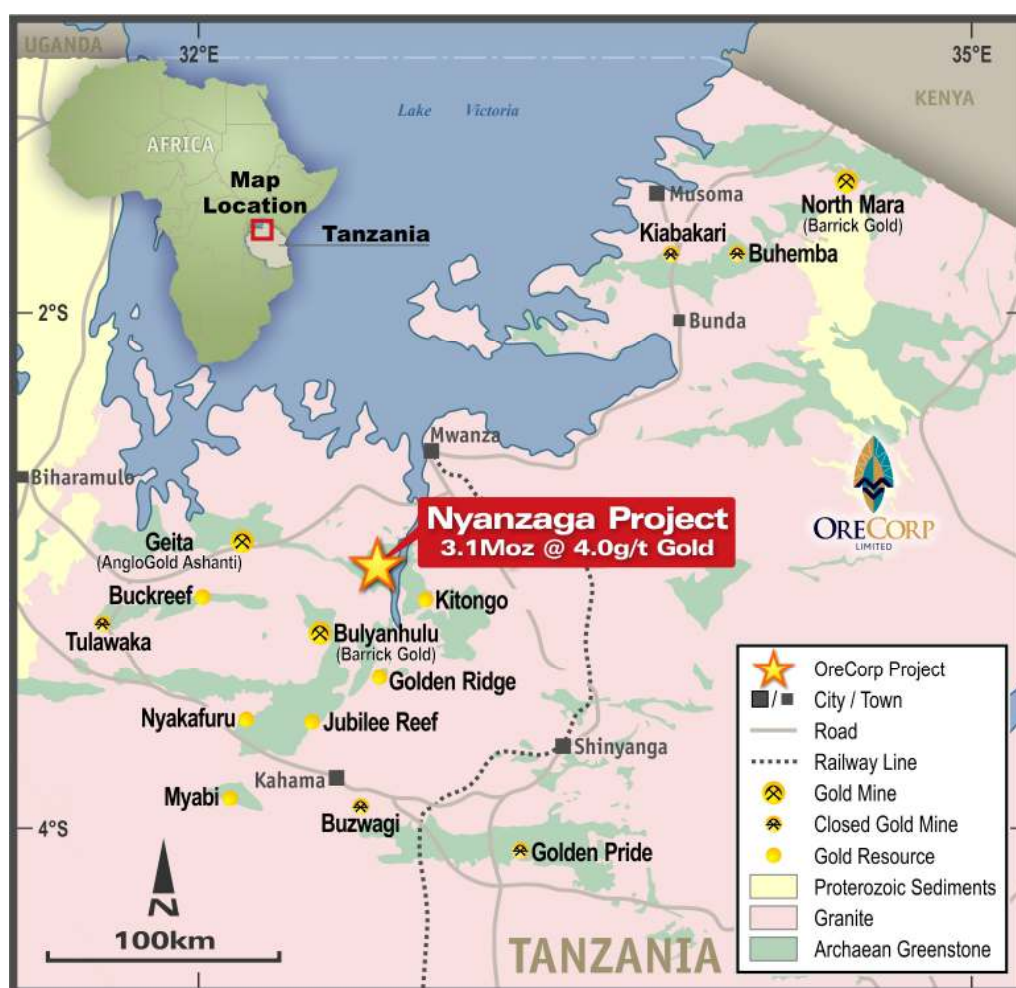 UGANDA
32°E
35°E
KENYA
Lake Victoria
AFRICA
Map
Location
Tanzania
Musoma
North Mara
(Barrick Gold)
Kiabakari
Buhemba
2°S
2°S
Bunda
Mwanza
Biharamulo
ORECORP
LIMITED
Nyanzaga Project
3.1Moz @ 4.0g/t Gold
Geita
(AngloGold Ashanti)
Buckreef
Kitongo
Tulawaka
Bulyanhulu
(Barrick Gold)
Golden Ridge
Nyakafuru
Jubilee Reef
Shinyanga
Kahama
Myabi
Buzwagi
4°S
Golden Pride
N
100km
TANZANIA
OreCorp Project
/ City / Town
Road
Railway Line
Gold Mine
Closed Gold Mine
Gold Resource
Proterozoic Sediments
Granite
Archaean Greenstone